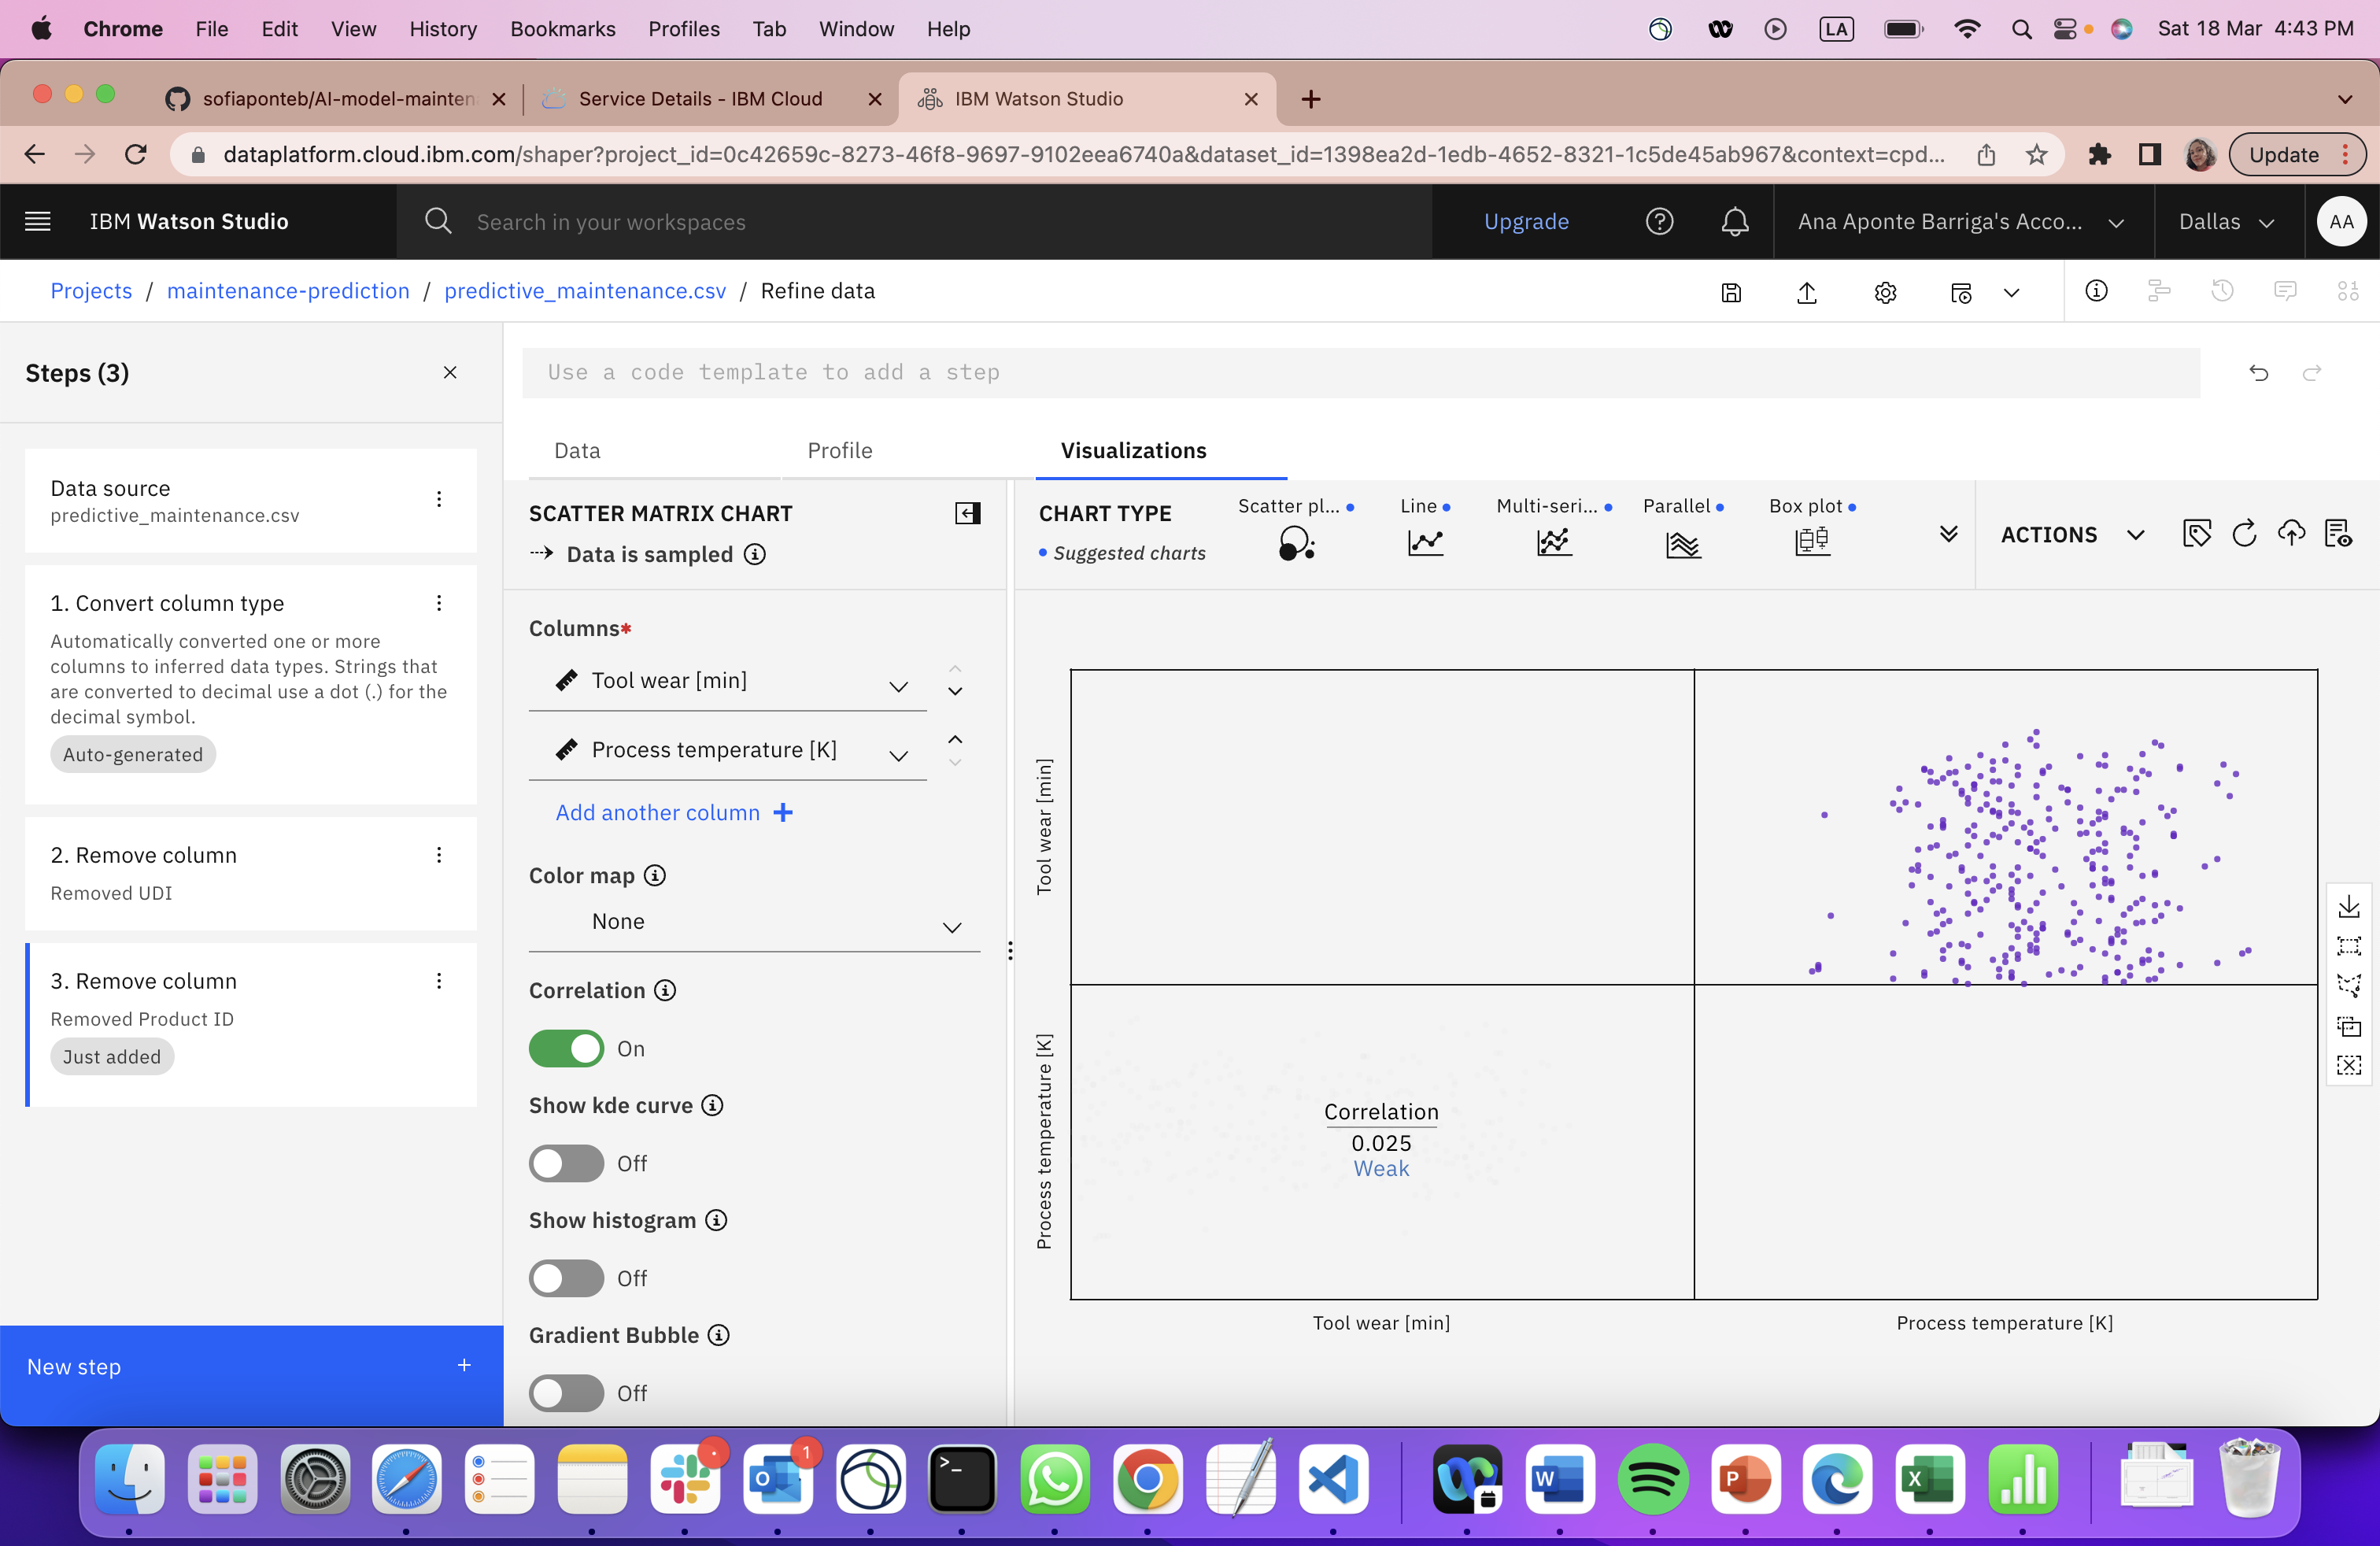 Chrome File Edit View History Bookmarks Profiles Tab Window Help
LA
Sat 18 Mar 4:43 PM
sofiaponteb/AI-model-mainten
Service Details - IBM Cloud
IBM Watson Studio
dataplatform.cloud.ibm.com/shaper?project_id=0c42659c-8273-46f8-9697-9102eea6740a&dataset_id=1398ea2d-1edb-4652-8321-1c5de45ab967&context=cpd...
Update
IBM Watson Studio
Search in your workspaces
Upgrade
Ana Aponte Barriga's Acco...
Dallas
AA
Projects / maintenance-prediction / predictive_maintenance.csv / Refine data
Steps (3)
Data source
predictive_maintenance.csv
1. Convert column type
Automatically converted one or more
columns to inferred data types. Strings that
are converted to decimal use a dot (.) for the
decimal symbol.
Auto-generated
2. Remove column
Removed UDI
3. Remove column
Removed Product ID
Just added
New step
Use a code template to add a step
Data
Profile
Visualizations
SCATTER MATRIX CHART
Data is sampled
Columns*
Tool wear [min]
Process temperature [K]
Add another column
Color map
None
Correlation
On
Show kde curve
Off
Show histogram
Off
Gradient Bubble
Off
CHART TYPE
Suggested charts
Scatter pl...
Line
Multi-seri...
Parallel
Box plot
ACTIONS
Tool wear [min]
Process temperature [K]
Correlation
0.025
Weak
Tool wear [min]
Process temperature [K]
1